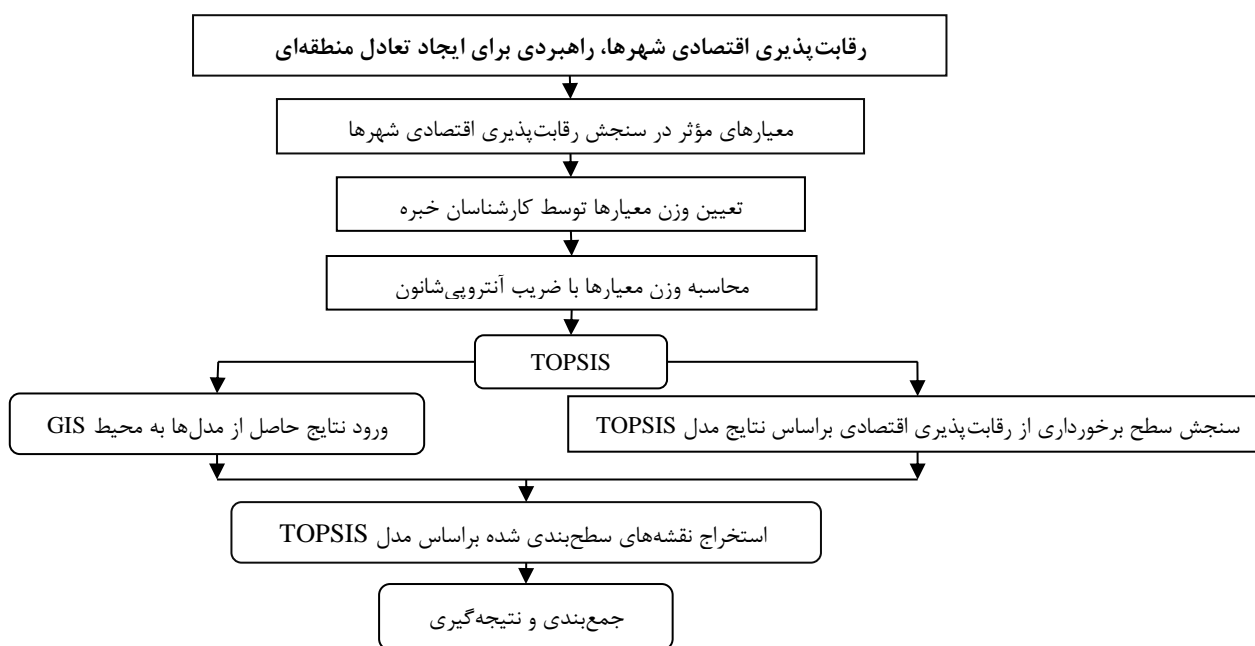 رقابت‌پذیری اقتصادی شهرها، راهبردی برای ایجاد تعادل منطقه‌ای
معیارهای مؤثر در سنجش رقابت‌پذیری اقتصادی شهرها
تعیین وزن معیارها توسط کارشناسان خبره
محاسبه وزن معیارها با ضریب آنتروپی‌شانون
TOPSIS
سنجش سطح برخورداری از رقابت‌پذیری اقتصادی براساس نتایج مدل TOPSIS
ورود نتایج حاصل از مدل‌ها به محیط GIS
استخراج نقشه‌های سطح‌بندی شده براساس مدل TOPSIS
جمع‌بندی و نتیجه‌گیری